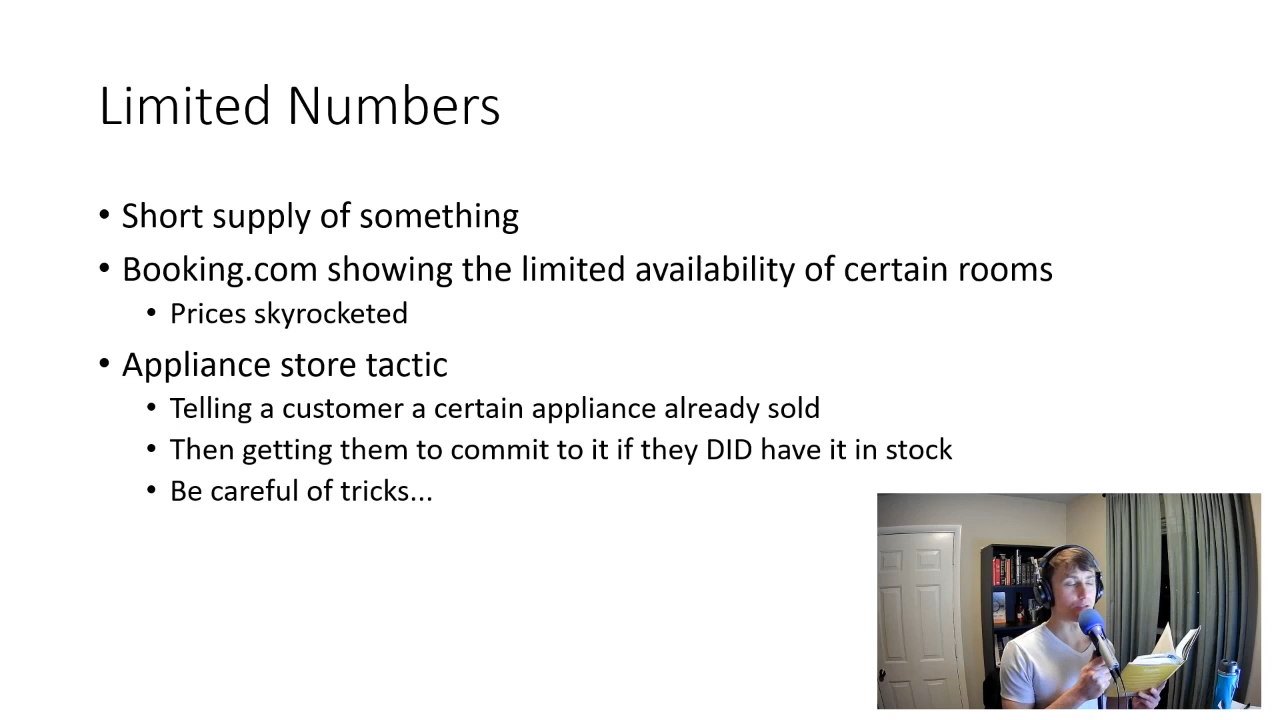 Limited Numbers
• Short supply of something
• Booking.com showing the limited availability of certain rooms
• Prices skyrocketed
• Appliance store tactic
• Telling a customer a certain appliance already sold
• Then getting them to commit to it if they DID have it in stock
• Be careful of tricks...